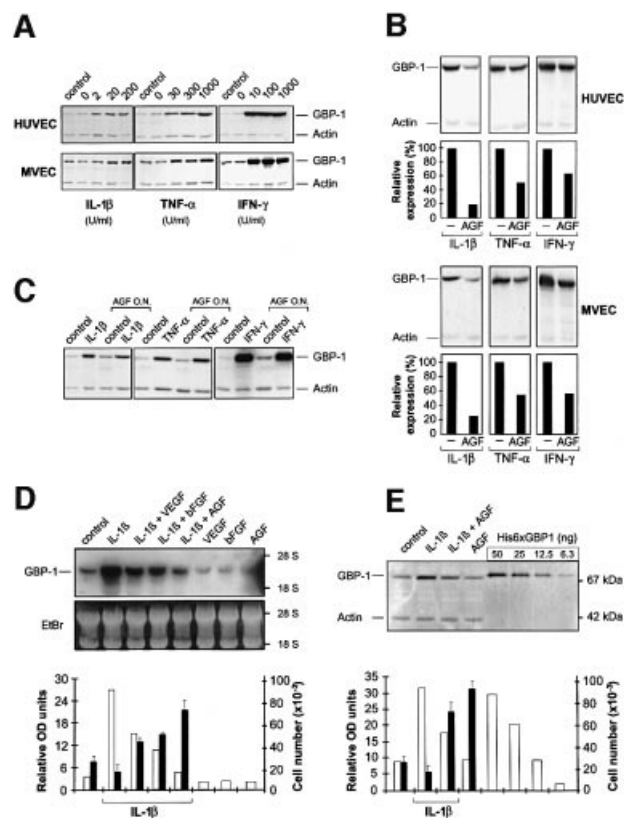 A
control
0
2
20
200
control
0
30
300
1000
control
0
10
100
1000
HUVEC
GBP-1
Actin
MVEC
GBP-1
Actin
IL-1β
(U/ml)
TNF-α
(U/ml)
IFN-γ
(U/ml)
B
GBP-1
Actin
HUVEC
Relative
expression (%)
100
80
60
40
20
0
– AGF – AGF – AGF
IL-1β TNF-α IFN-γ
GBP-1
Actin
MVEC
Relative
expression (%)
100
80
60
40
20
0
– AGF – AGF – AGF
IL-1β TNF-α IFN-γ
C
AGF O.N. AGF O.N. AGF O.N.
control
IL-1β
control
IL-1β
control
TNF-α
control
TNF-α
control
IFN-γ
control
IFN-γ
GBP-1
Actin
D
control
IL-1ß
IL-1ß + VEGF
IL-1ß + bFGF
IL-1ß + AGF
VEGF
bFGF
AGF
GBP-1
28 S
18 S
EtBr
28 S
18 S
Relative OD units
30
24
18
12
6
0
Cell number (x10⁻³)
100
80
60
40
20
0
IL-1β
E
control
IL-1ß
IL-1ß + AGF
AGF
His6xGBP1 (ng)
50 25 12.5 6.3
GBP-1
67 kDa
Actin
42 kDa
Relative OD units
35
30
25
20
15
10
5
0
Cell number (x10⁻³)
100
80
60
40
20
0
IL-1β